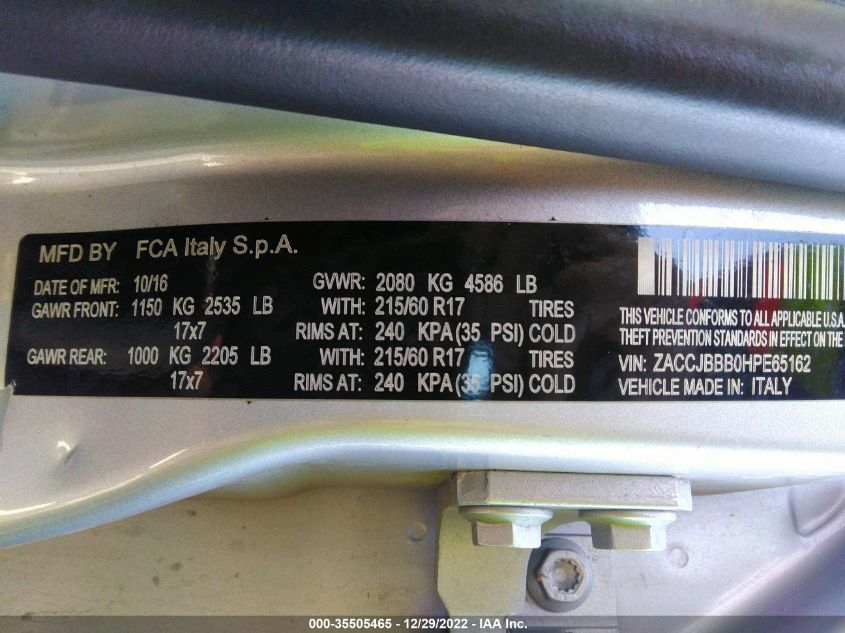 MFD BY FCA Italy S.p.A.
DATE OF MFR: 10/16 GVWR: 2080 KG 4586 LB
GAWR FRONT: 1150 KG 2535 LB WITH: 215/60 R17 TIRES
17x7 RIMS AT: 240 KPA(35 PSI) COLD
GAWR REAR: 1000 KG 2205 LB WITH: 215/60 R17 TIRES
17x7 RIMS AT: 240 KPA(35 PSI) COLD
THIS VEHICLE CONFORMS TO ALL APPLICABLE U.S.A.
THEFT PREVENTION STANDARDS IN EFFECT ON THE
VIN: ZACCJBBB0HPE65162
VEHICLE MADE IN: ITALY
000-35505465 - 12/29/2022 - IAA Inc.